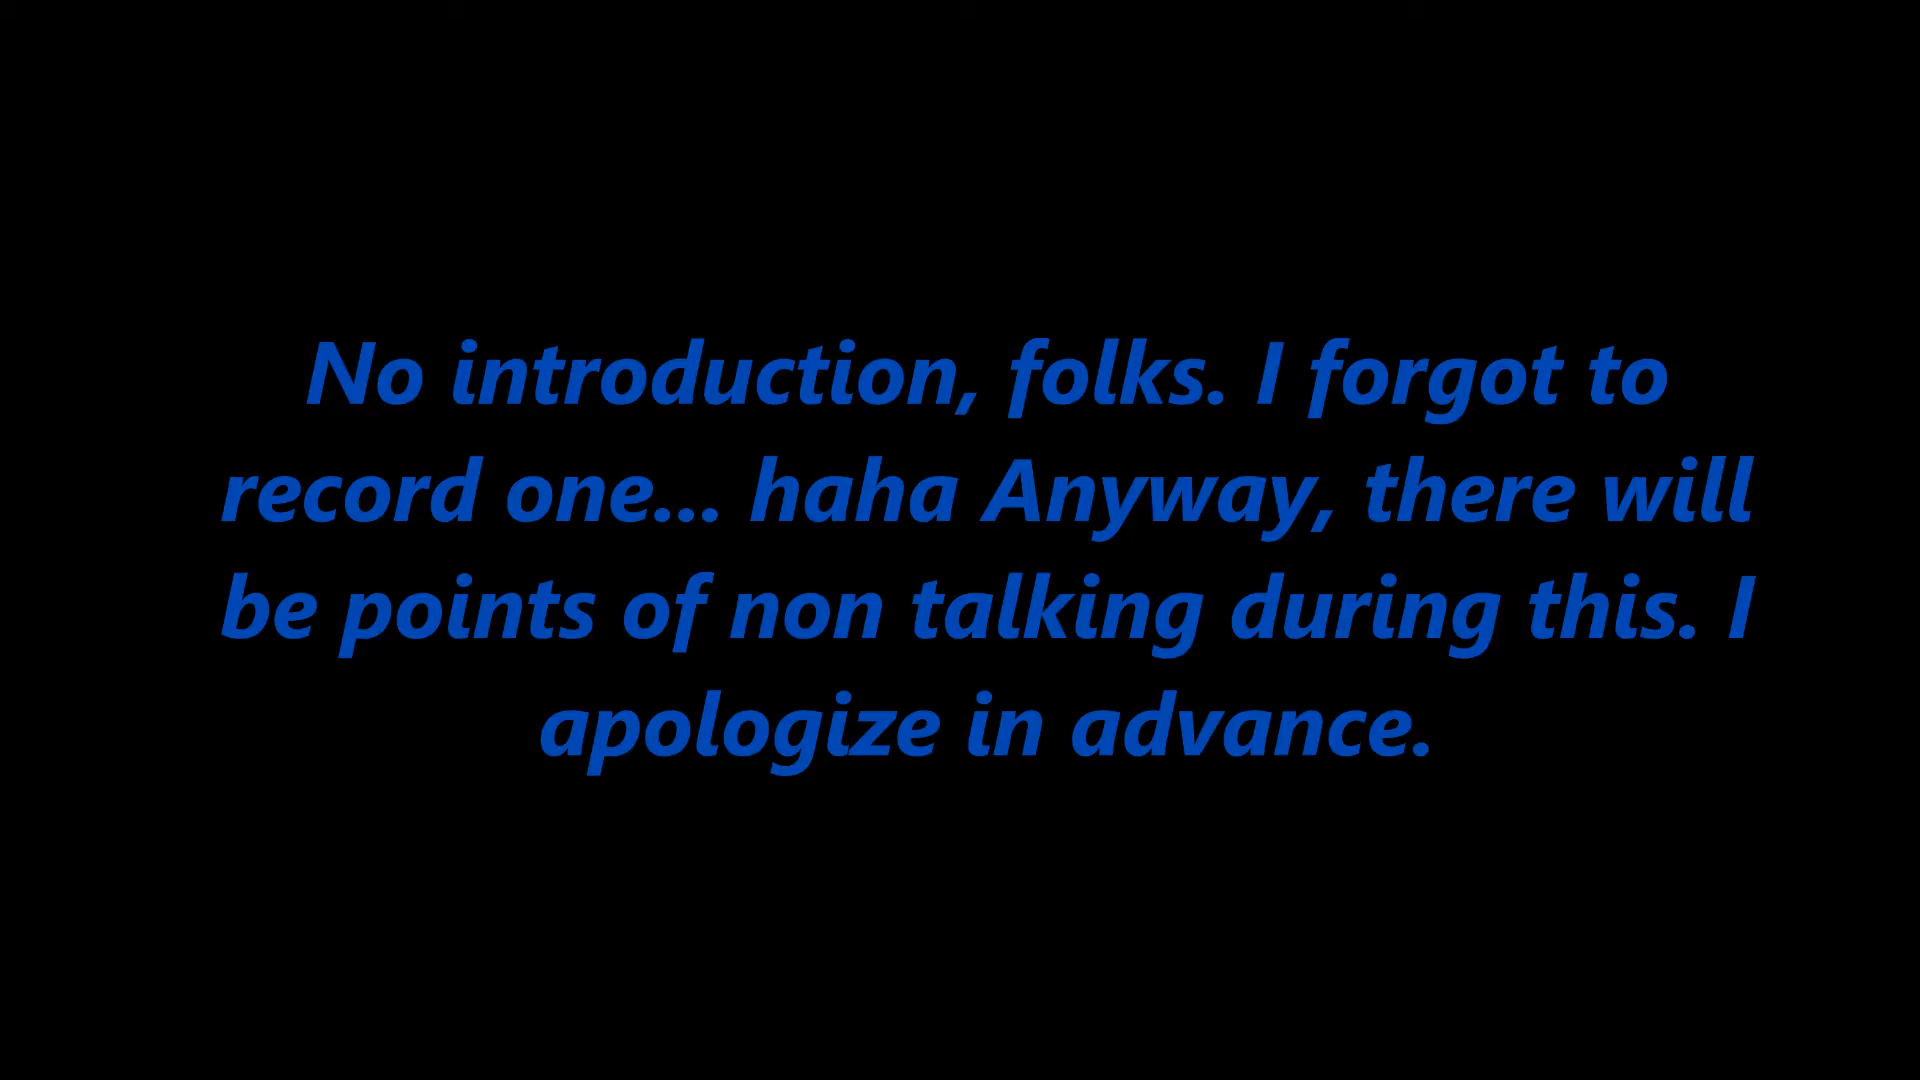 No introduction, folks. I forgot to
record one... haha Anyway, there will
be points of non talking during this. I
apologize in advance.